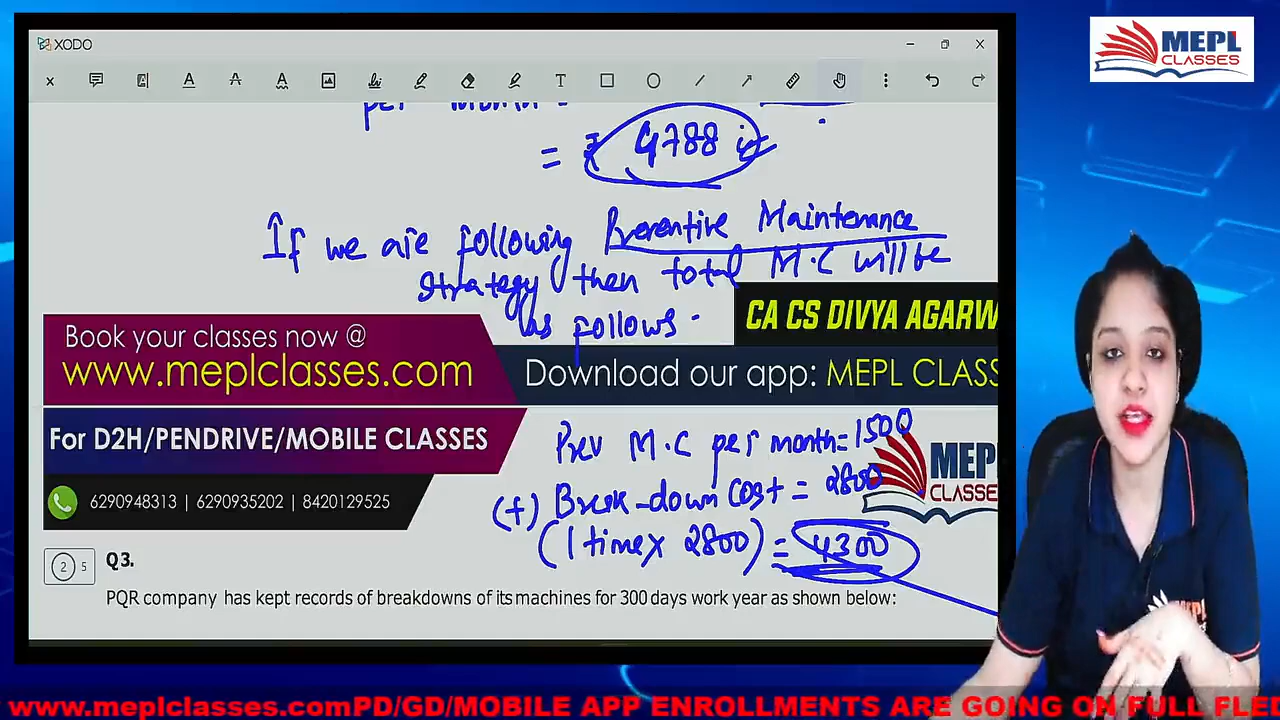 XODO
MEPL
CLASSES
per
= ₹ 4788
If we are following Preventive Maintenance
strategy then total M.C will be
as follows -
CA CS DIVYA AGARW
Book your classes now @
www.meplclasses.com
Download our app: MEPL CLASS
For D2H/PENDRIVE/MOBILE CLASSES
6290948313 | 6290935202 | 8420129525
Prev M.C per month = 1500
(+) Break-down Cost = 2800
(1 time x 2800) = 4300
MEP
CLASSES
2 5
Q3.
PQR company has kept records of breakdowns of its machines for 300 days work year as shown below:
www.meplclasses.comPD/GD/MOBILE APP ENROLLMENTS ARE GOING ON FULL FLE